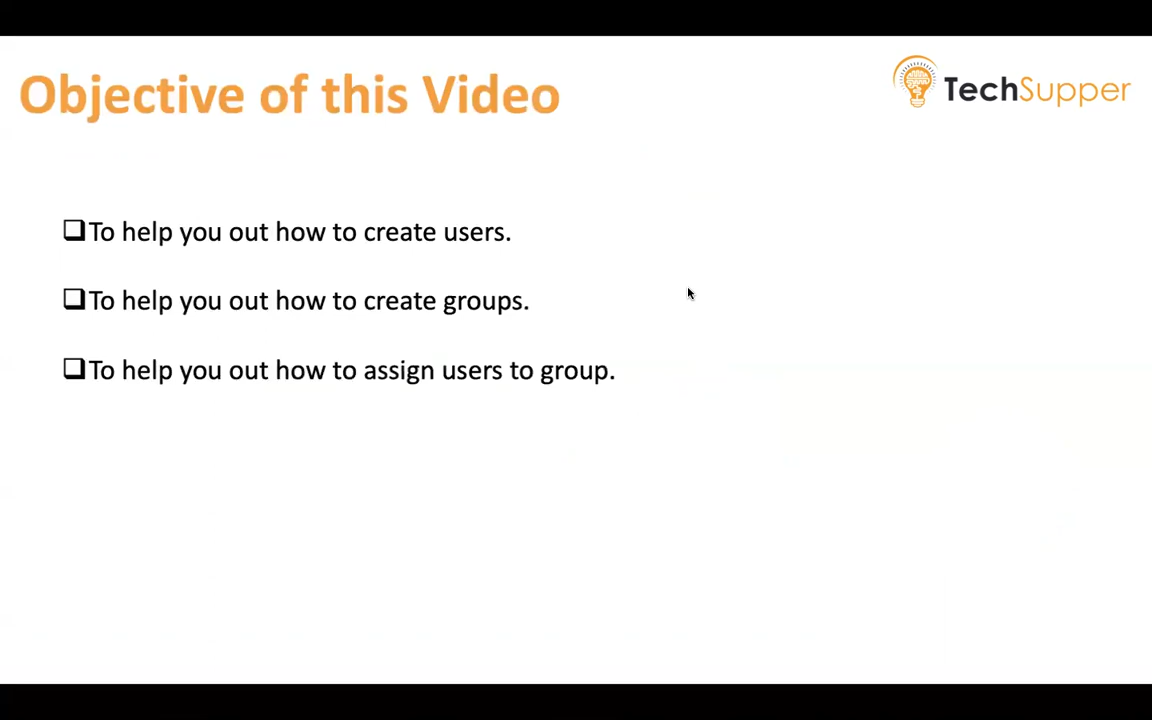 Objective of this Video
TechSupper
To help you out how to create users.
To help you out how to create groups.
To help you out how to assign users to group.